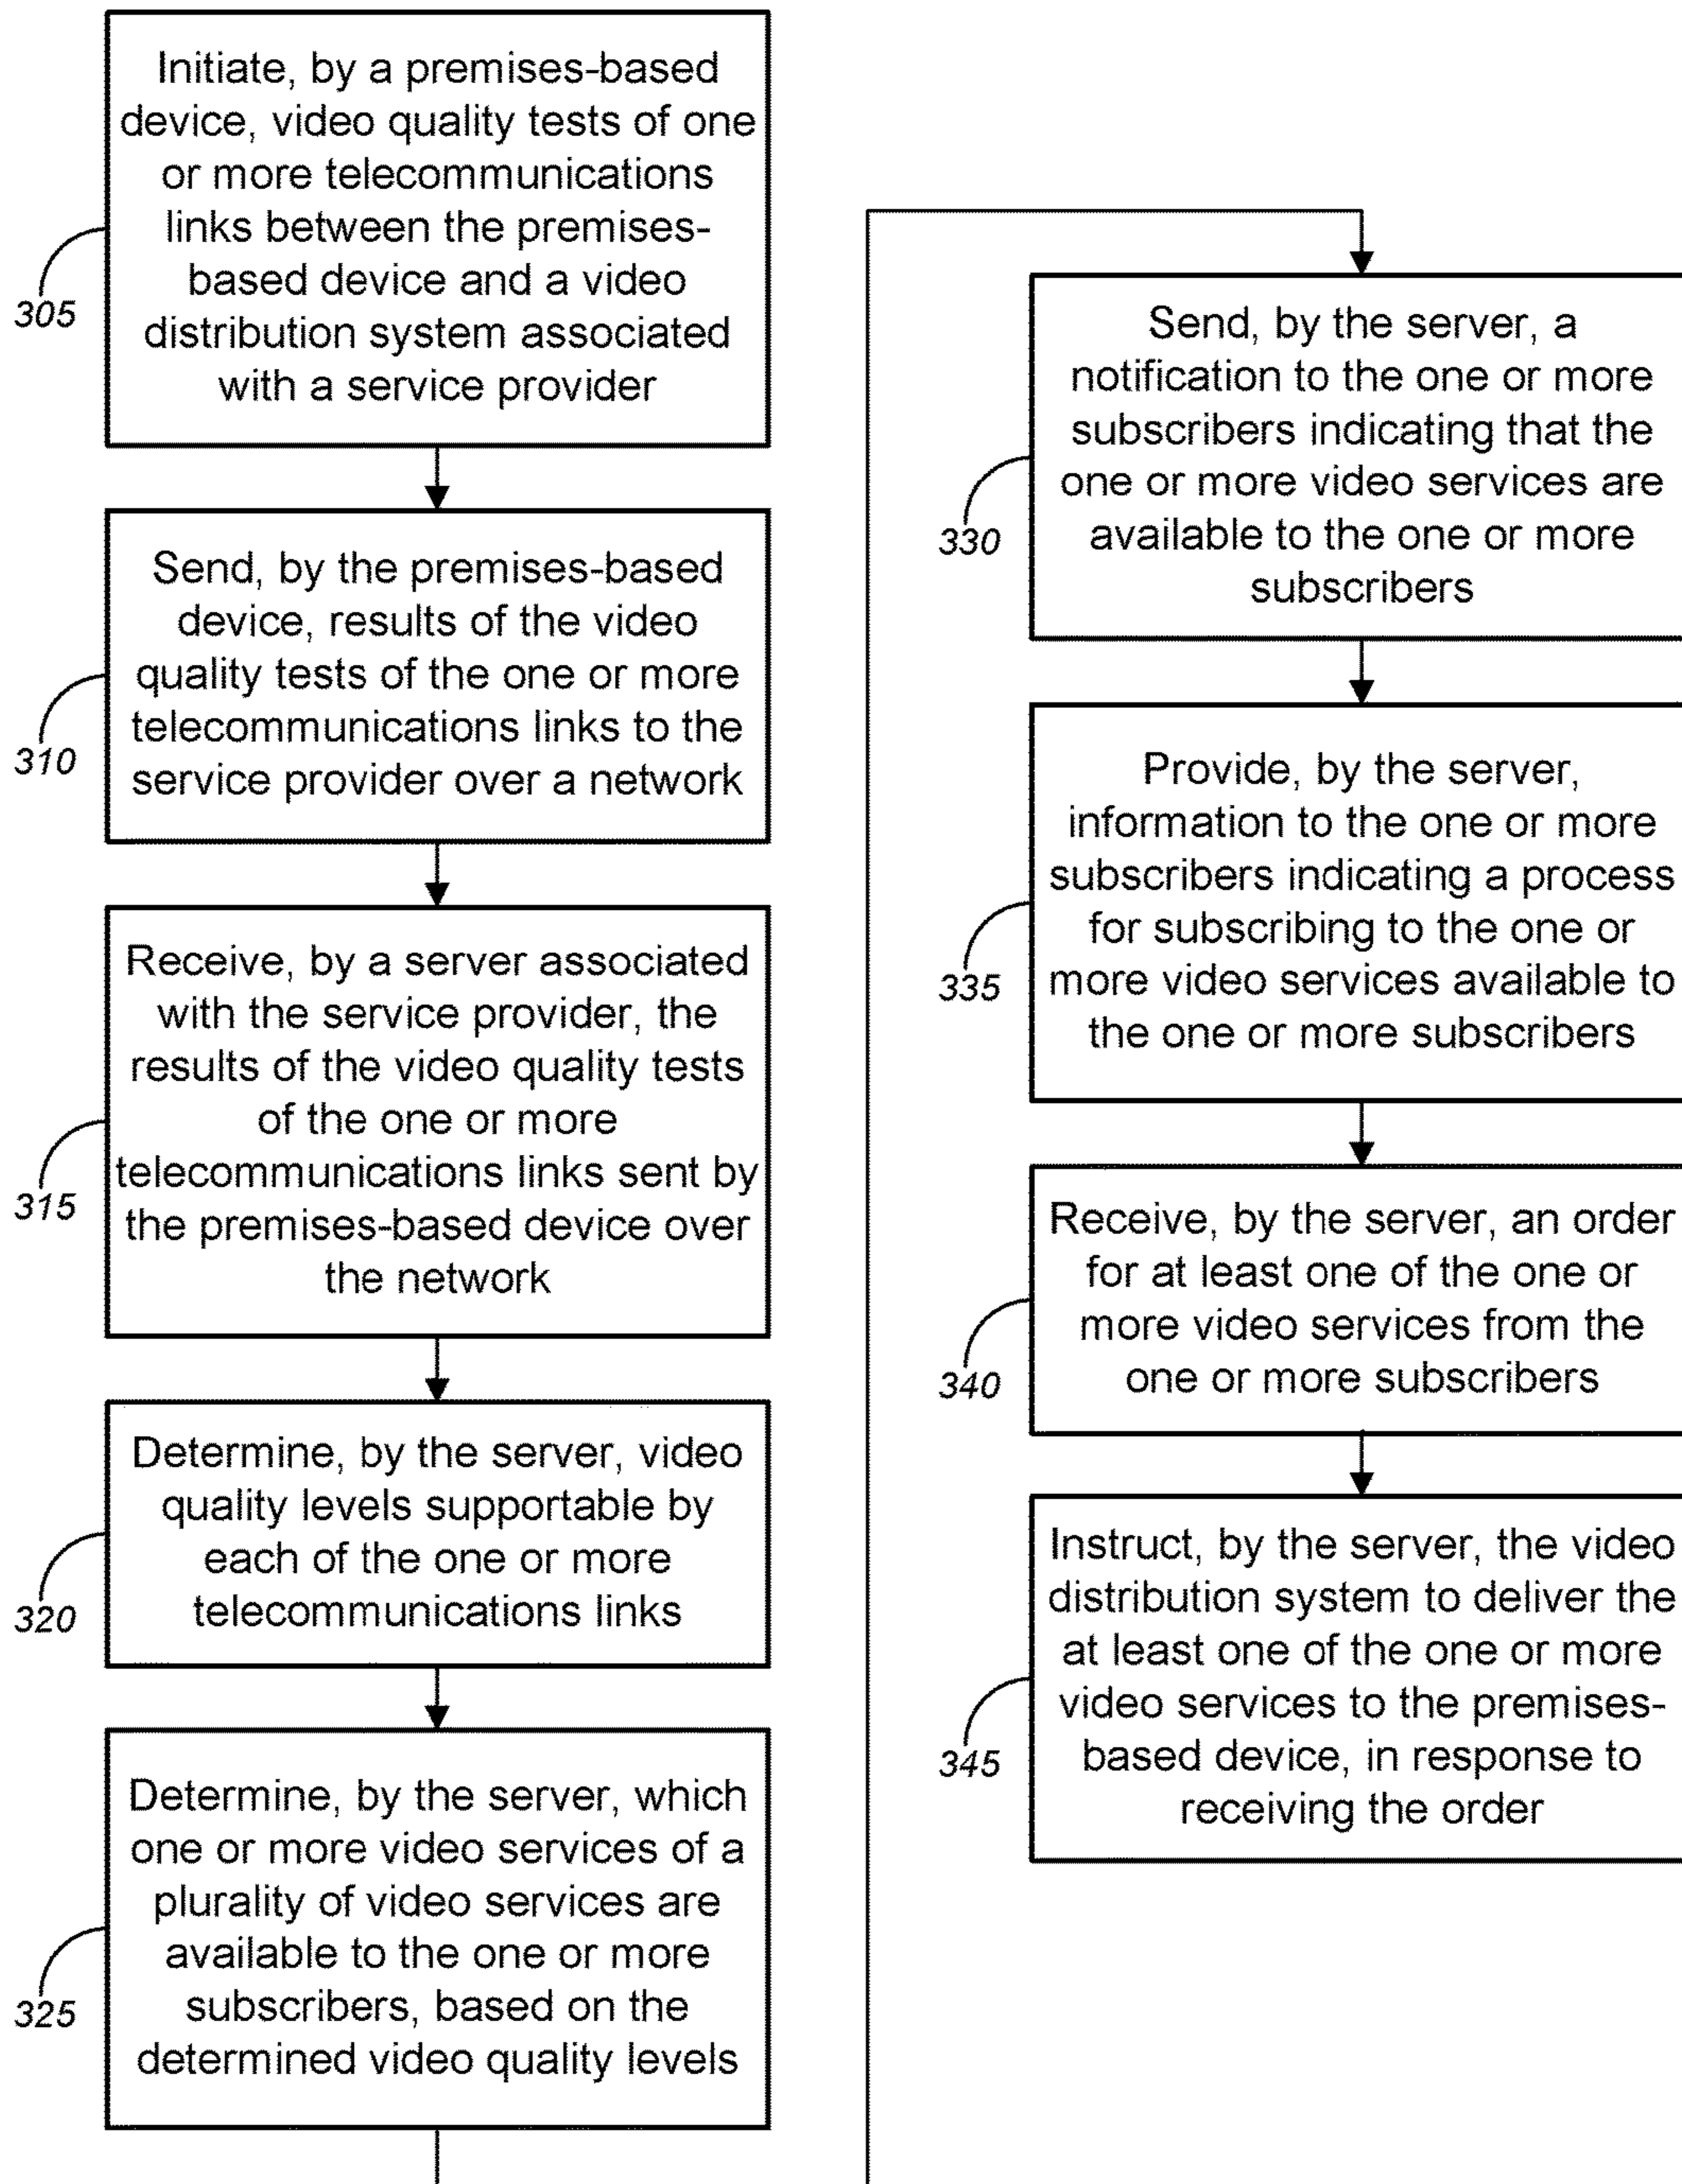 Initiate, by a premises-based
device, video quality tests of one
or more telecommunications
links between the premises-
based device and a video
distribution system associated
with a service provider
305
Send, by the premises-based
device, results of the video
quality tests of the one or more
telecommunications links to the
service provider over a network
310
Receive, by a server associated
with the service provider, the
results of the video quality tests
of the one or more
telecommunications links sent by
the premises-based device over
the network
315
Determine, by the server, video
quality levels supportable by
each of the one or more
telecommunications links
320
Determine, by the server, which
one or more video services of a
plurality of video services are
available to the one or more
subscribers, based on the
determined video quality levels
325
Send, by the server, a
notification to the one or more
subscribers indicating that the
one or more video services are
available to the one or more
subscribers
330
Provide, by the server,
information to the one or more
subscribers indicating a process
for subscribing to the one or
more video services available to
the one or more subscribers
335
Receive, by the server, an order
for at least one of the one or
more video services from the
one or more subscribers
340
Instruct, by the server, the video
distribution system to deliver the
at least one of the one or more
video services to the premises-
based device, in response to
receiving the order
345